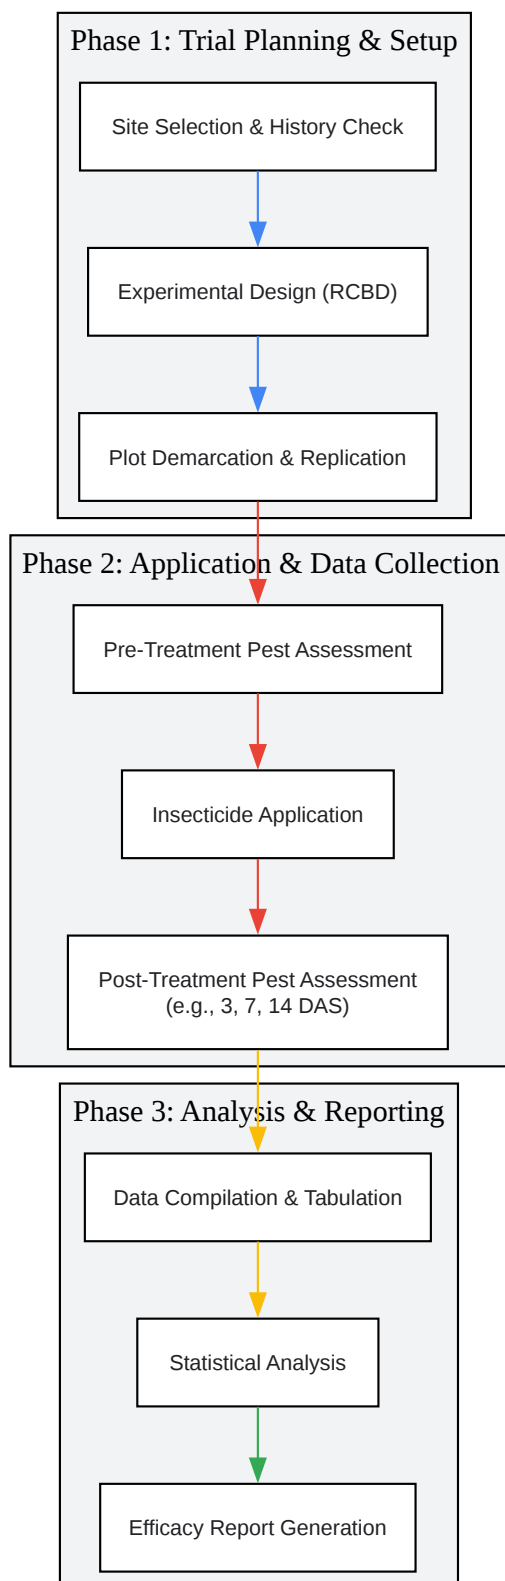 Phase 1: Trial Planning & Setup
Site Selection & History Check
Experimental Design (RCBD)
Plot Demarcation & Replication
Phase 2: Application & Data Collection
Pre-Treatment Pest Assessment
Insecticide Application
Post-Treatment Pest Assessment
(e.g., 3, 7, 14 DAS)
Phase 3: Analysis & Reporting
Data Compilation & Tabulation
Statistical Analysis
Efficacy Report Generation